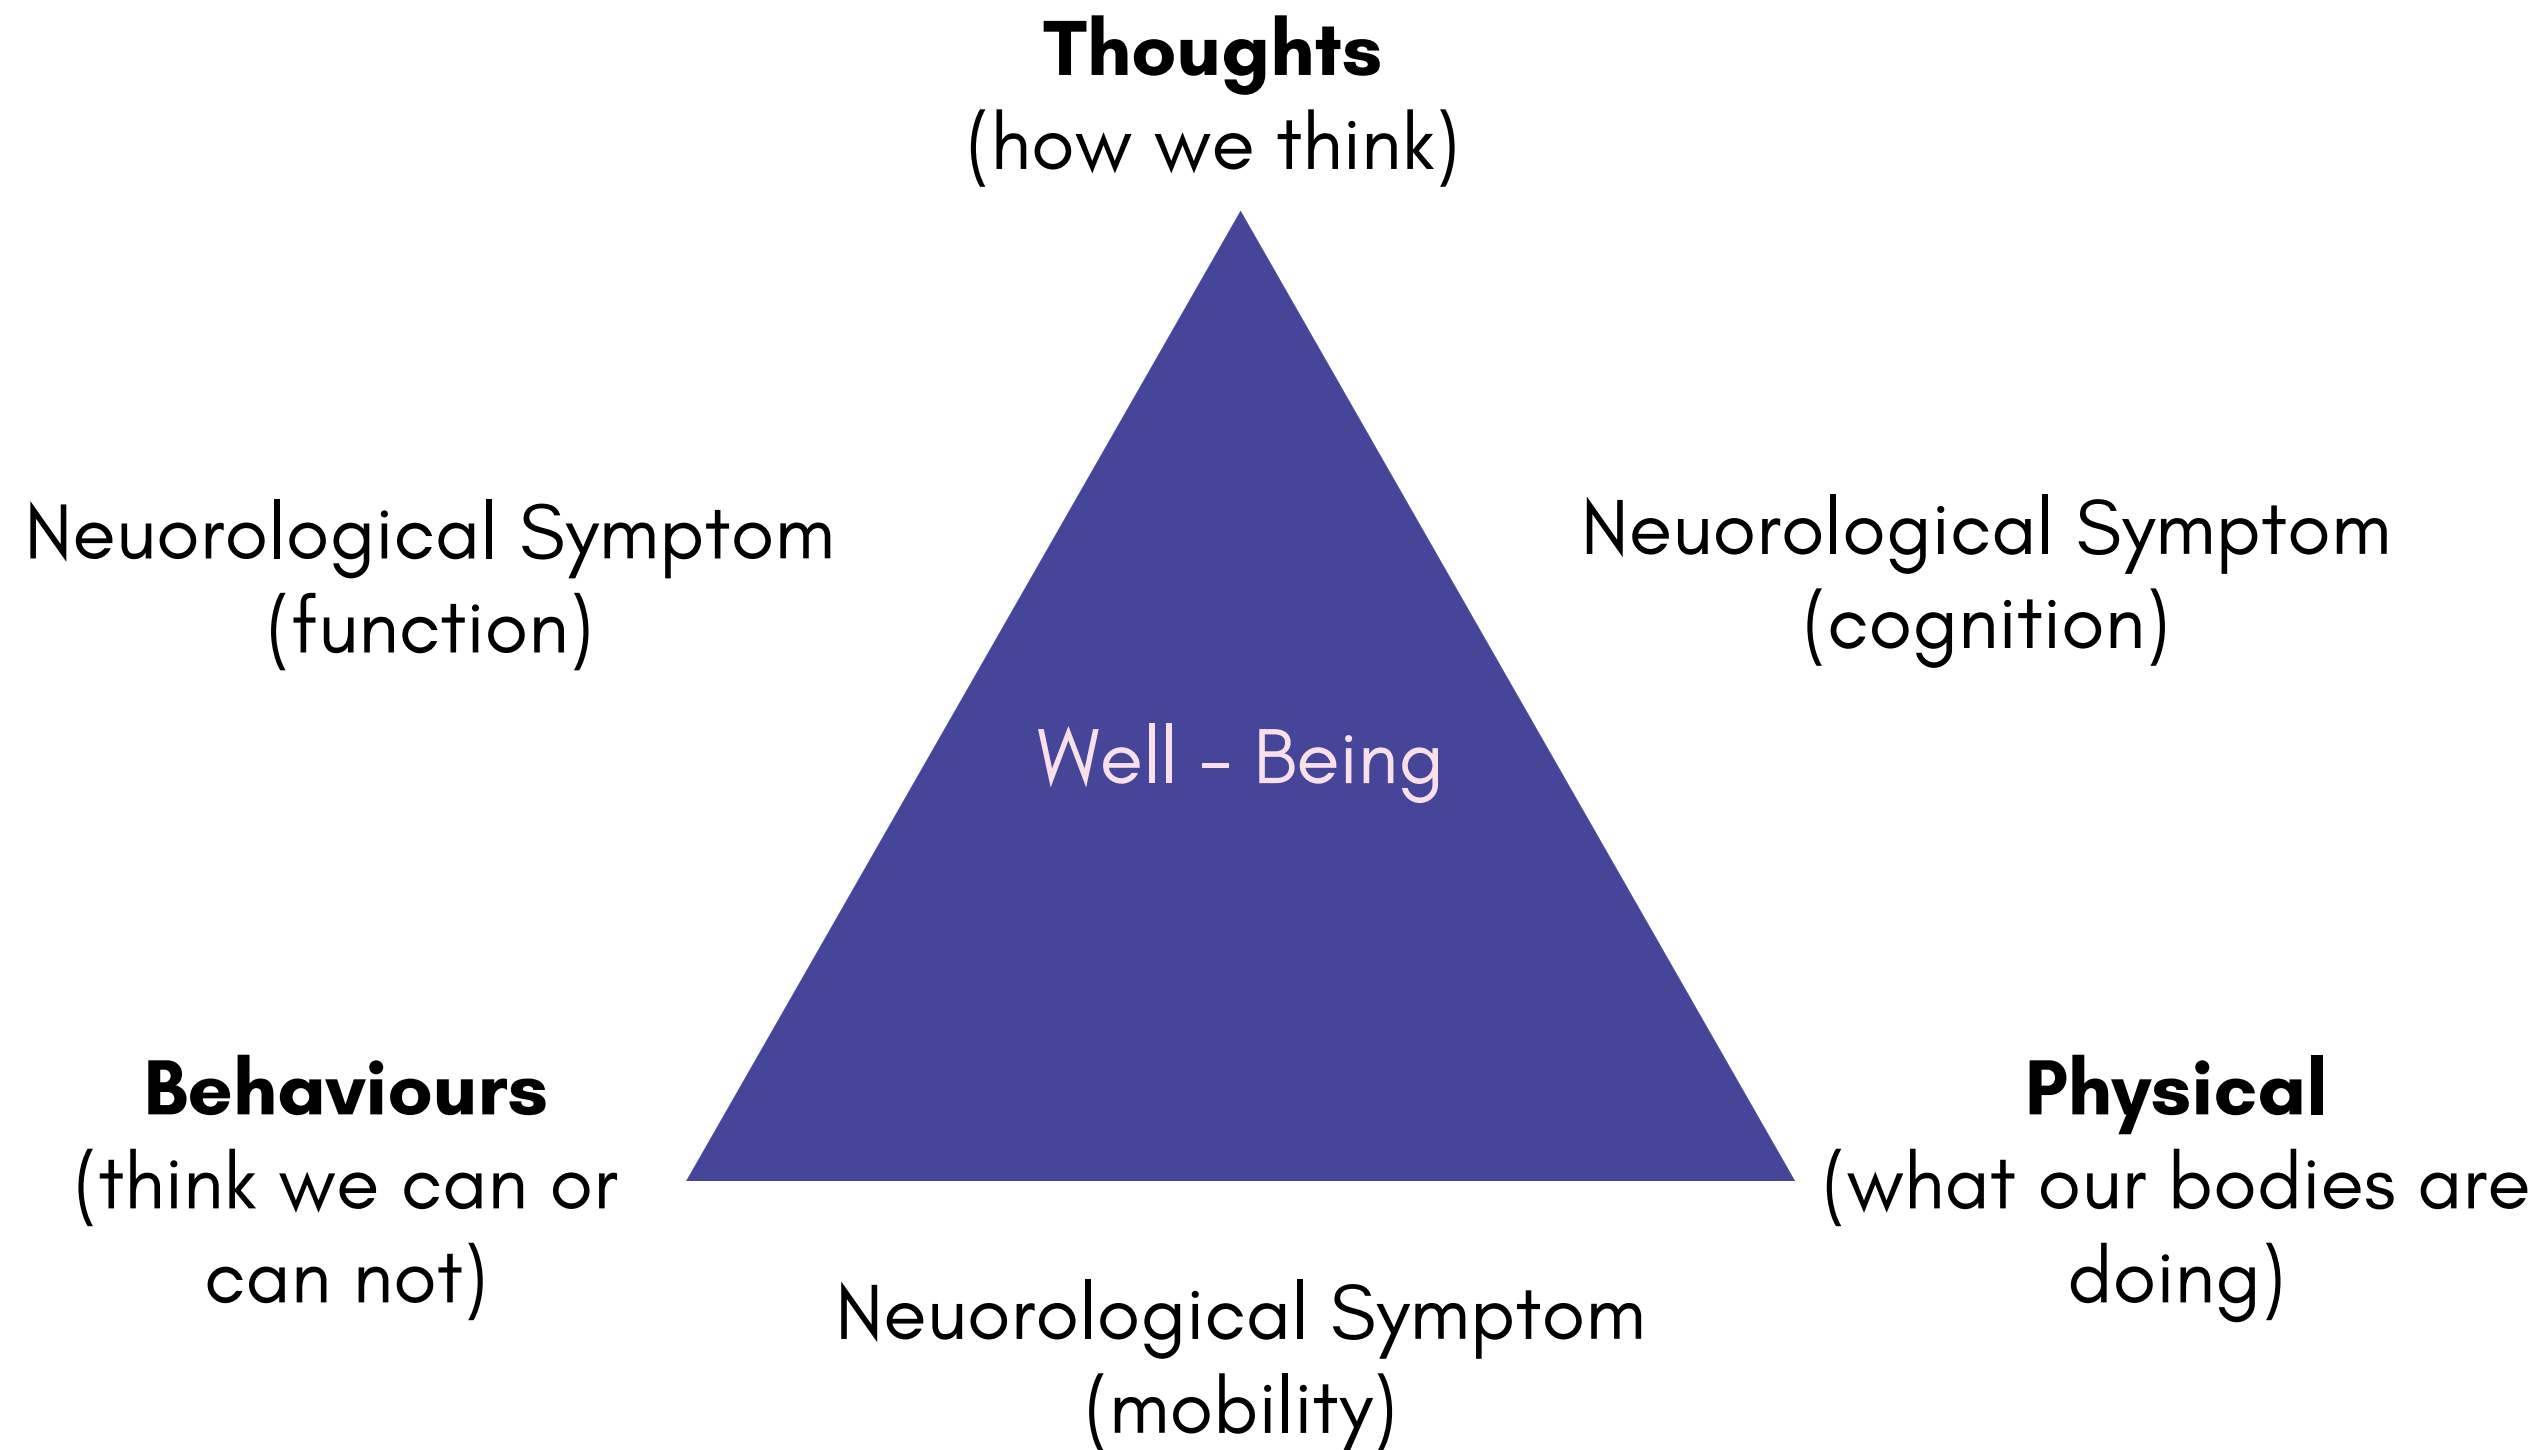 Thoughts
(how we think)
Neuorological Symptom
(function)
Neuorological Symptom
(cognition)
Well - Being
Behaviours
(think we can or
can not)
Physical
(what our bodies are
doing)
Neuorological Symptom
(mobility)